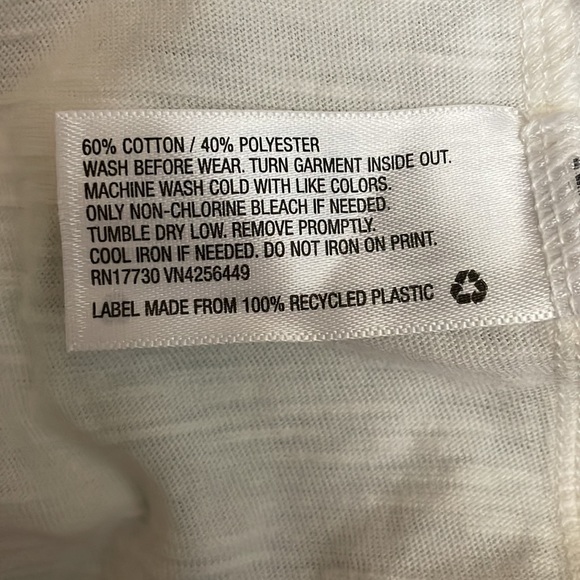 60% COTTON / 40% POLYESTER
WASH BEFORE WEAR. TURN GARMENT INSIDE OUT.
MACHINE WASH COLD WITH LIKE COLORS.
ONLY NON-CHLORINE BLEACH IF NEEDED.
TUMBLE DRY LOW. REMOVE PROMPTLY.
COOL IRON IF NEEDED. DO NOT IRON ON PRINT.
RN17730 VN4256449
LABEL MADE FROM 100% RECYCLED PLASTIC